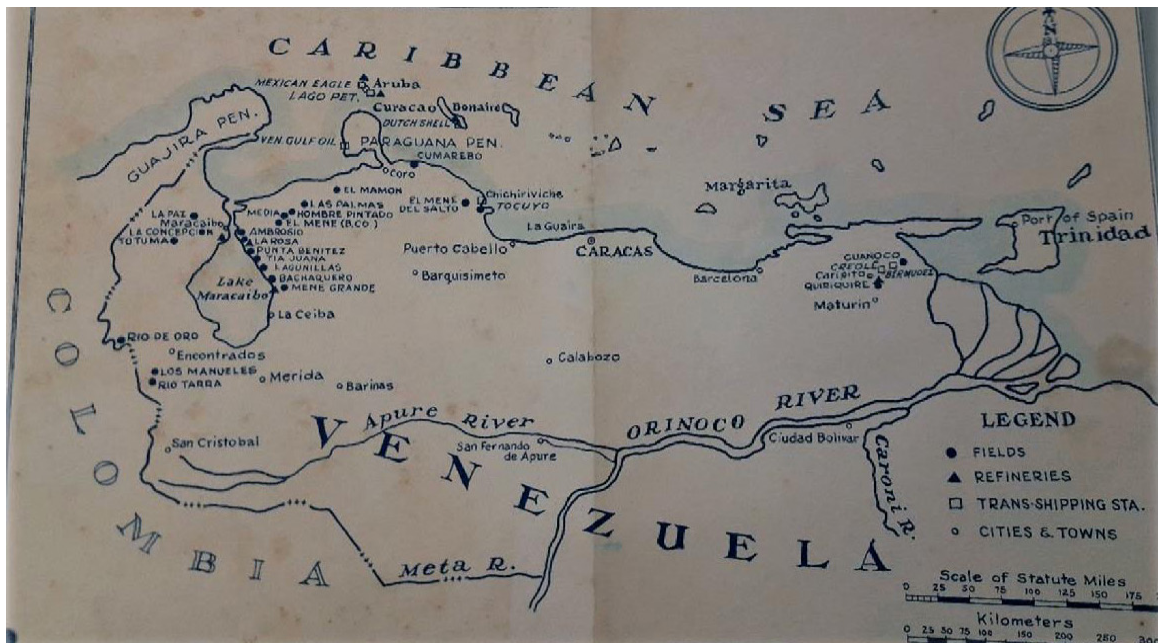 N
CARIBBEAN SEA
MEXICAN EAGLE
Aruba
LAGO PET.
Curacao
Bonaire
DUTCH SHELL
GUAJIRA PEN.
VEN. GULF OIL
PARAGUANA PEN.
CUMAREBO
Coro
EL MAMON
LAS PALMAS
MEDIA
HOMBRE PINTADO
EL MENE (B.CO)
EL MENE
DEL SALTO
Chichiriviche
TOCUYO
Margarita
Port of Spain
Trinidad
LA PAZ
Maracaibo
LA CONCEPCION
TOTUMA
AMBROSIO
LA ROSA
PUNTA BENITEZ
TIA JUANA
LAGUNILLAS
BACHAQUERO
MENE GRANDE
Lake
Maracaibo
La Ceiba
La Guaira
Puerto Cabello
CARACAS
Barquisimeto
Barcelona
GUANOCO
CREOLE
BERMUDEZ
Caripito
QUIRIQUIRE
Maturin
COLOMBIA
RIO DE ORO
Encontrados
LOS MANUELES
RIO TARRA
Merida
Barinas
Calabozo
San Cristobal
Apure River
San Fernando
de Apure
ORINOCO RIVER
Ciudad Bolivar
Caroni R.
VENEZUELA
Meta R.
LEGEND
FIELDS
REFINERIES
TRANS-SHIPPING STA.
CITIES & TOWNS
Scale of Statute Miles
0 25 50 75 100 125 150 175
Kilometers
0 25 50 75 100 150 200 250 300